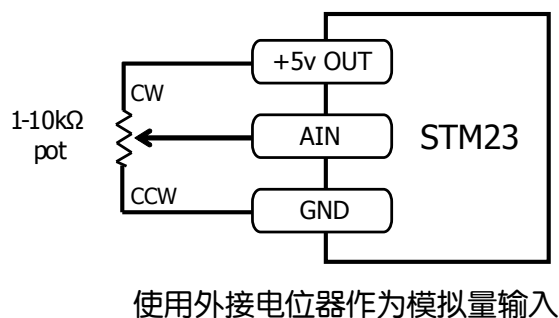 +5v OUT
CW
1-10kΩ
pot
AIN
STM23
CCW
GND
使用外接电位器作为模拟量输入